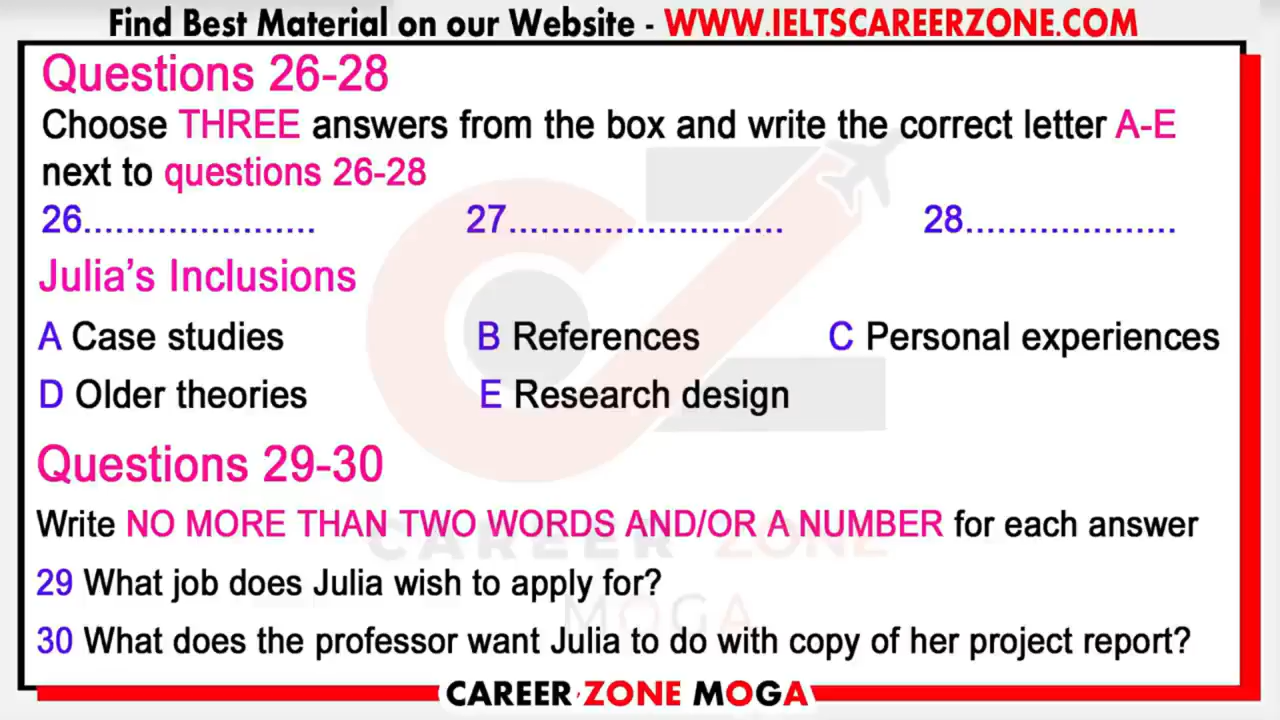 Find Best Material on our Website - WWW.IELTSCAREERZONE.COM
Questions 26-28
Choose THREE answers from the box and write the correct letter A-E
next to questions 26-28
26...................... 27.......................... 28....................
Julia's Inclusions
A Case studies B References C Personal experiences
D Older theories E Research design
Questions 29-30
Write NO MORE THAN TWO WORDS AND/OR A NUMBER for each answer
CAREER ZONE
29 What job does Julia wish to apply for?
MOGA
30 What does the professor want Julia to do with copy of her project report?
CAREER ZONE MOGA